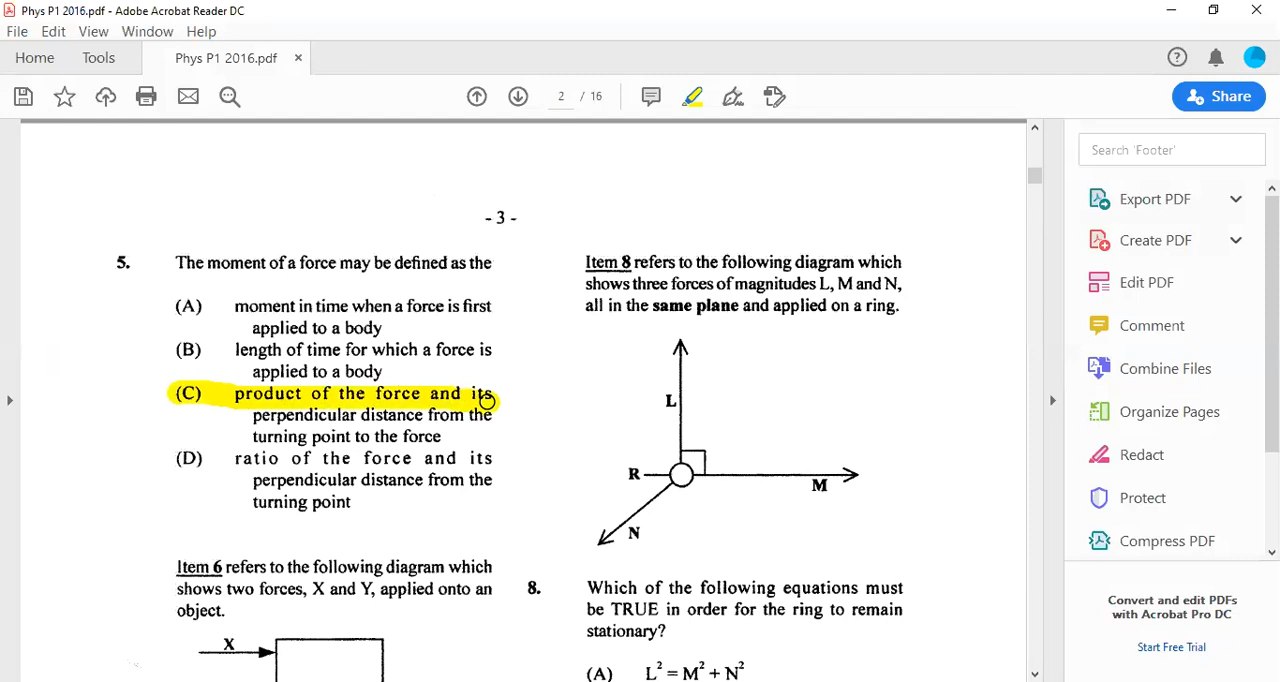 Phys P1 2016.pdf - Adobe Acrobat Reader DC
File Edit View Window Help
Home Tools Phys P1 2016.pdf ×
2 / 16
Share
Search 'Footer'
Export PDF
Create PDF
Edit PDF
Comment
Combine Files
Organize Pages
Redact
Protect
Compress PDF
Convert and edit PDFs
with Acrobat Pro DC
Start Free Trial
- 3 -
5. The moment of a force may be defined as the
(A) moment in time when a force is first
applied to a body
(B) length of time for which a force is
applied to a body
(C) product of the force and its
perpendicular distance from the
turning point to the force
(D) ratio of the force and its
perpendicular distance from the
turning point
Item 6 refers to the following diagram which
shows two forces, X and Y, applied onto an
object.
X
Item 8 refers to the following diagram which
shows three forces of magnitudes L, M and N,
all in the same plane and applied on a ring.
L
R
M
N
8. Which of the following equations must
be TRUE in order for the ring to remain
stationary?
(A) L² = M² + N²